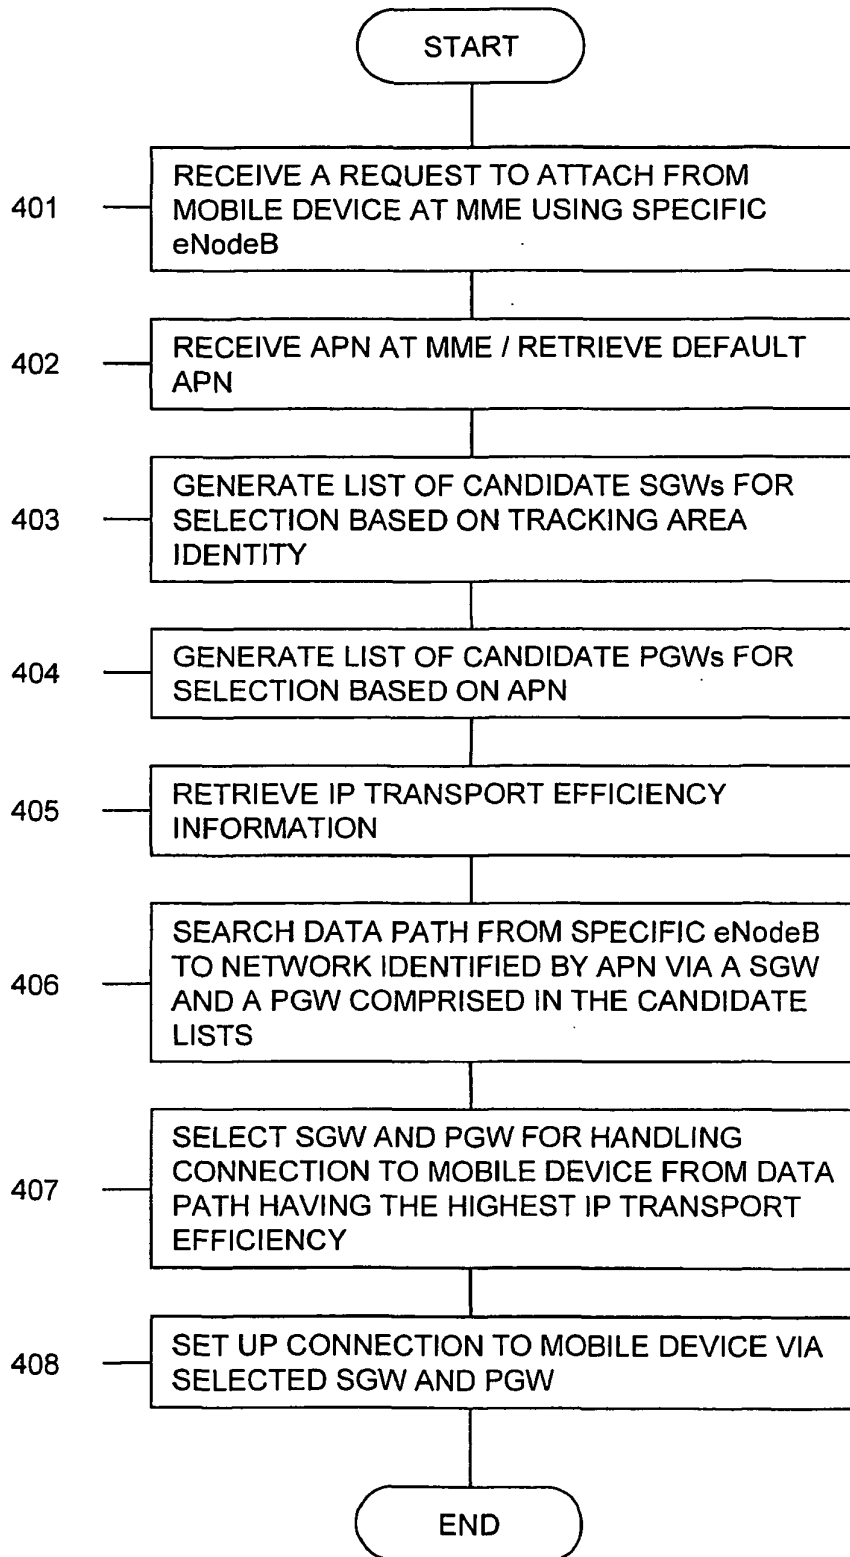 START
401
RECEIVE A REQUEST TO ATTACH FROM
MOBILE DEVICE AT MME USING SPECIFIC
eNodeB
402
RECEIVE APN AT MME / RETRIEVE DEFAULT
APN
403
GENERATE LIST OF CANDIDATE SGWs FOR
SELECTION BASED ON TRACKING AREA
IDENTITY
404
GENERATE LIST OF CANDIDATE PGWs FOR
SELECTION BASED ON APN
405
RETRIEVE IP TRANSPORT EFFICIENCY
INFORMATION
406
SEARCH DATA PATH FROM SPECIFIC eNodeB
TO NETWORK IDENTIFIED BY APN VIA A SGW
AND A PGW COMPRISED IN THE CANDIDATE
LISTS
407
SELECT SGW AND PGW FOR HANDLING
CONNECTION TO MOBILE DEVICE FROM DATA
PATH HAVING THE HIGHEST IP TRANSPORT
EFFICIENCY
408
SET UP CONNECTION TO MOBILE DEVICE VIA
SELECTED SGW AND PGW
END